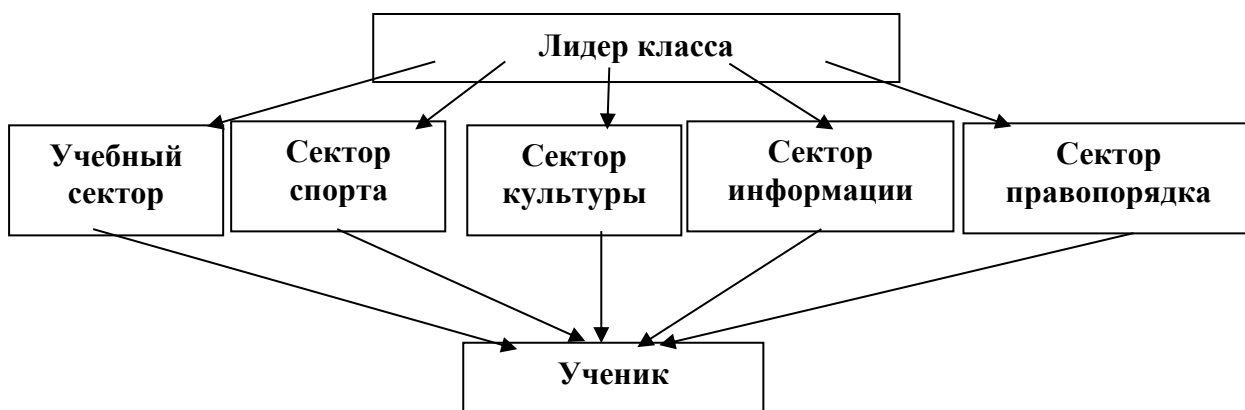 Лидер класса
Учебный
сектор
Сектор
спорта
Сектор
культуры
Сектор
информации
Сектор
правопорядка
Ученик